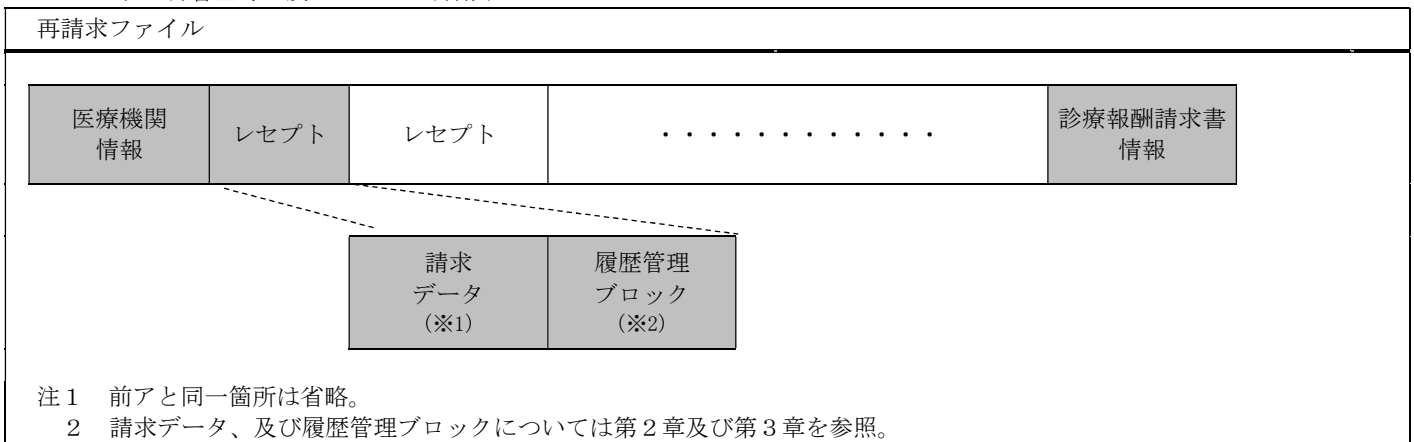 再請求ファイル
医療機関
情報
レセプト
レセプト
・・・・・・・・・・・・
診療報酬請求書
情報
請求
データ
(※1)
履歴管理
ブロック
(※2)
注1 前アと同一箇所は省略。
2 請求データ、及び履歴管理ブロックについては第2章及び第3章を参照。